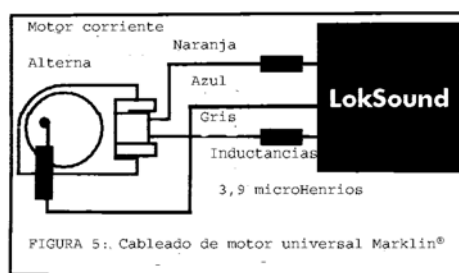 Motor corriente
Alterna
Naranja
Azul
Gris
Inductancias
3,9 microHenrios
LokSound
FIGURA 5: Cableado de motor universal Marklin®